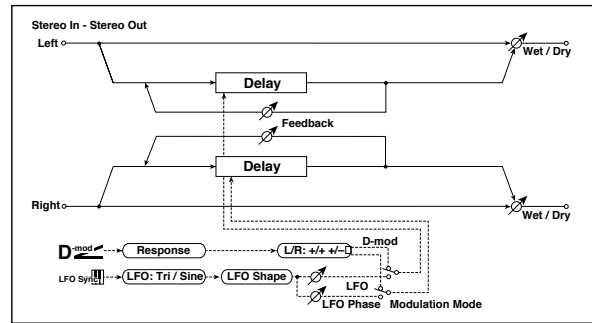 Stereo In - Stereo Out
Left
Wet / Dry
Delay
Feedback
Delay
Right
Wet / Dry
D-mod
Response
L/R: +/+ +/–
D-mod
LFO Sync
LFO: Tri / Sine
LFO Shape
LFO
LFO Phase
Modulation Mode